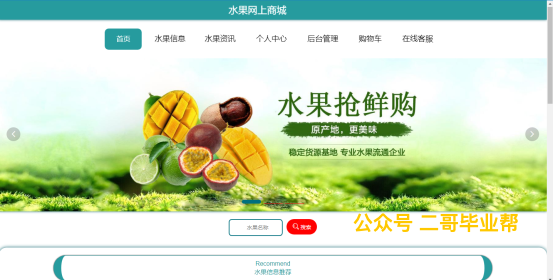 水果网上商城
首页 水果信息 水果资讯 个人中心 后台管理 购物车 在线客服
水果抢鲜购
原产地，更美味
稳定货源基地 专业水果流通企业
水果名称 搜索
公众号 二哥毕业帮
Recommend
水果信息推荐